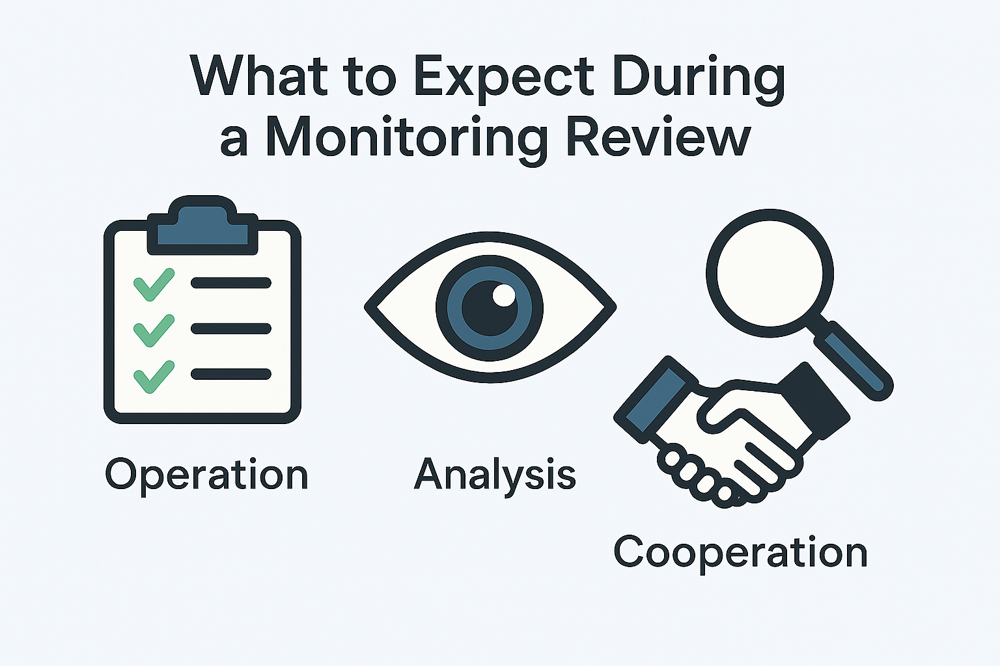 What to Expect During
a Monitoring Review
Operation
Analysis
Cooperation